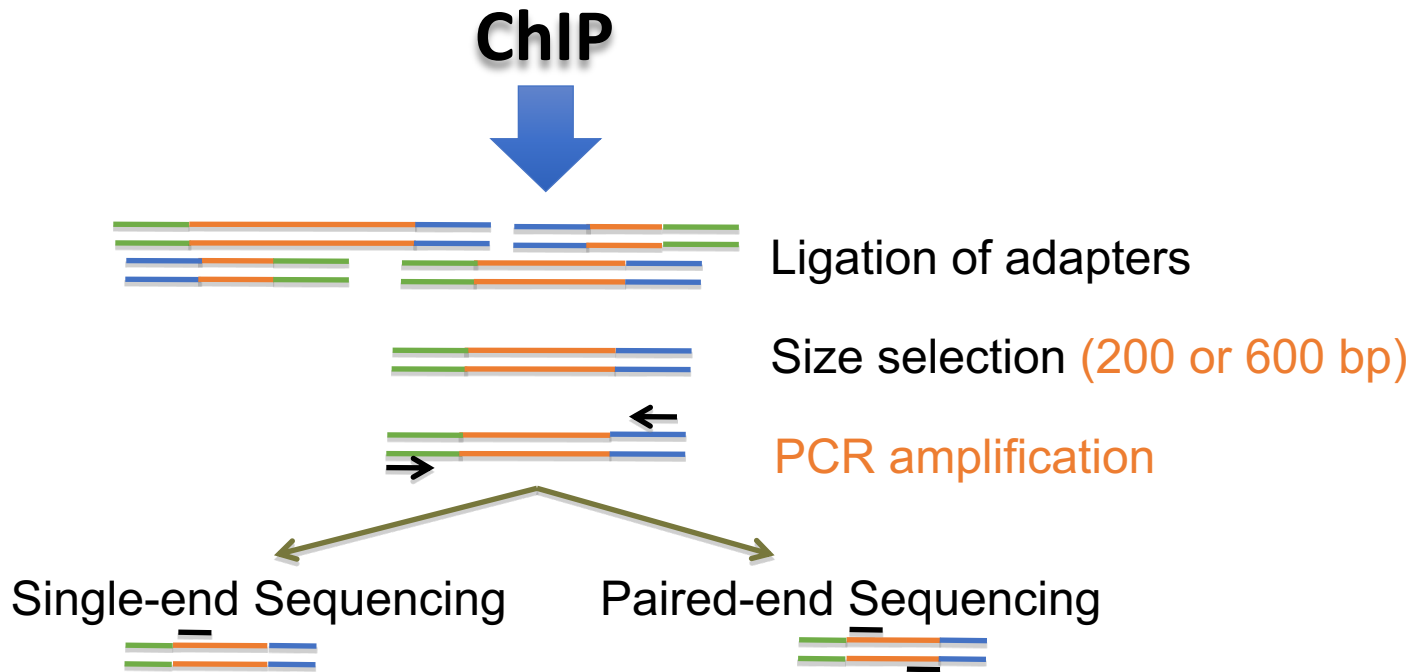 ChIP
Ligation of adapters
Size selection (200 or 600 bp)
PCR amplification
Single-end Sequencing
Paired-end Sequencing